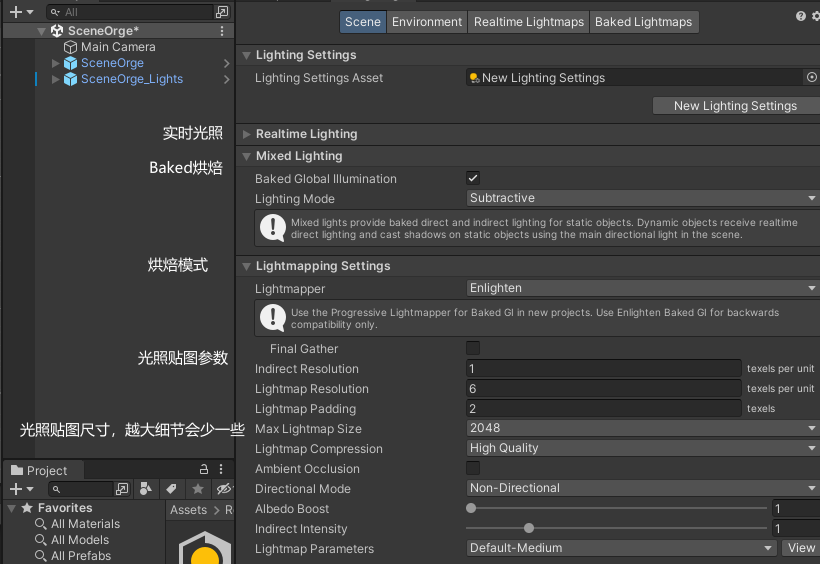 All
SceneOrge*
Main Camera
SceneOrge
SceneOrge_Lights
实时光照
Baked烘焙
烘焙模式
光照贴图参数
光照贴图尺寸，越大细节会少一些
Project
Favorites
All Materials
All Models
All Prefabs
Assets > R
Scene Environment Realtime Lightmaps Baked Lightmaps
Lighting Settings
Lighting Settings Asset New Lighting Settings
New Lighting Settings
Realtime Lighting
Mixed Lighting
Baked Global Illumination
Lighting Mode Subtractive
Mixed lights provide baked direct and indirect lighting for static objects. Dynamic objects receive realtime
direct lighting and cast shadows on static objects using the main directional light in the scene.
Lightmapping Settings
Lightmapper Enlighten
Use the Progressive Lightmapper for Baked GI in new projects. Use Enlighten Baked GI for backwards
compatibility only.
Final Gather
Indirect Resolution 1 texels per unit
Lightmap Resolution 6 texels per unit
Lightmap Padding 2 texels
Max Lightmap Size 2048
Lightmap Compression High Quality
Ambient Occlusion
Directional Mode Non-Directional
Albedo Boost 1
Indirect Intensity 1
Lightmap Parameters Default-Medium View